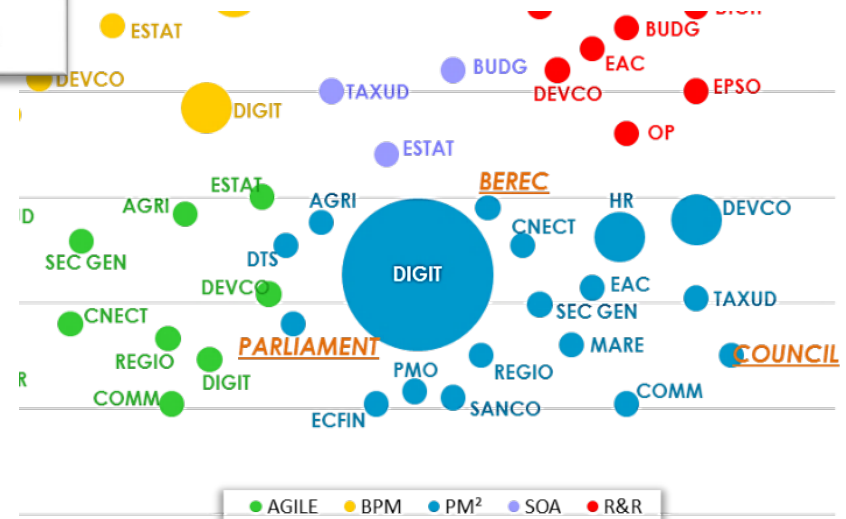 ESTAT
BUDG
BUDG
EAC
DEVCO
TAXUD
DEVCO
EPSO
DIGIT
OP
ESTAT
BEREC
ESTAT
AGRI
HR
AGRI
DEVCO
CNECT
SEC GEN
DTS
DIGIT
DEVCO
EAC
TAXUD
SEC GEN
CNECT
PARLIAMENT
MARE
COUNCIL
REGIO
PMO
REGIO
DIGIT
COMM
COMM
ECFIN
SANCO
AGILE BPM PM² SOA R&R